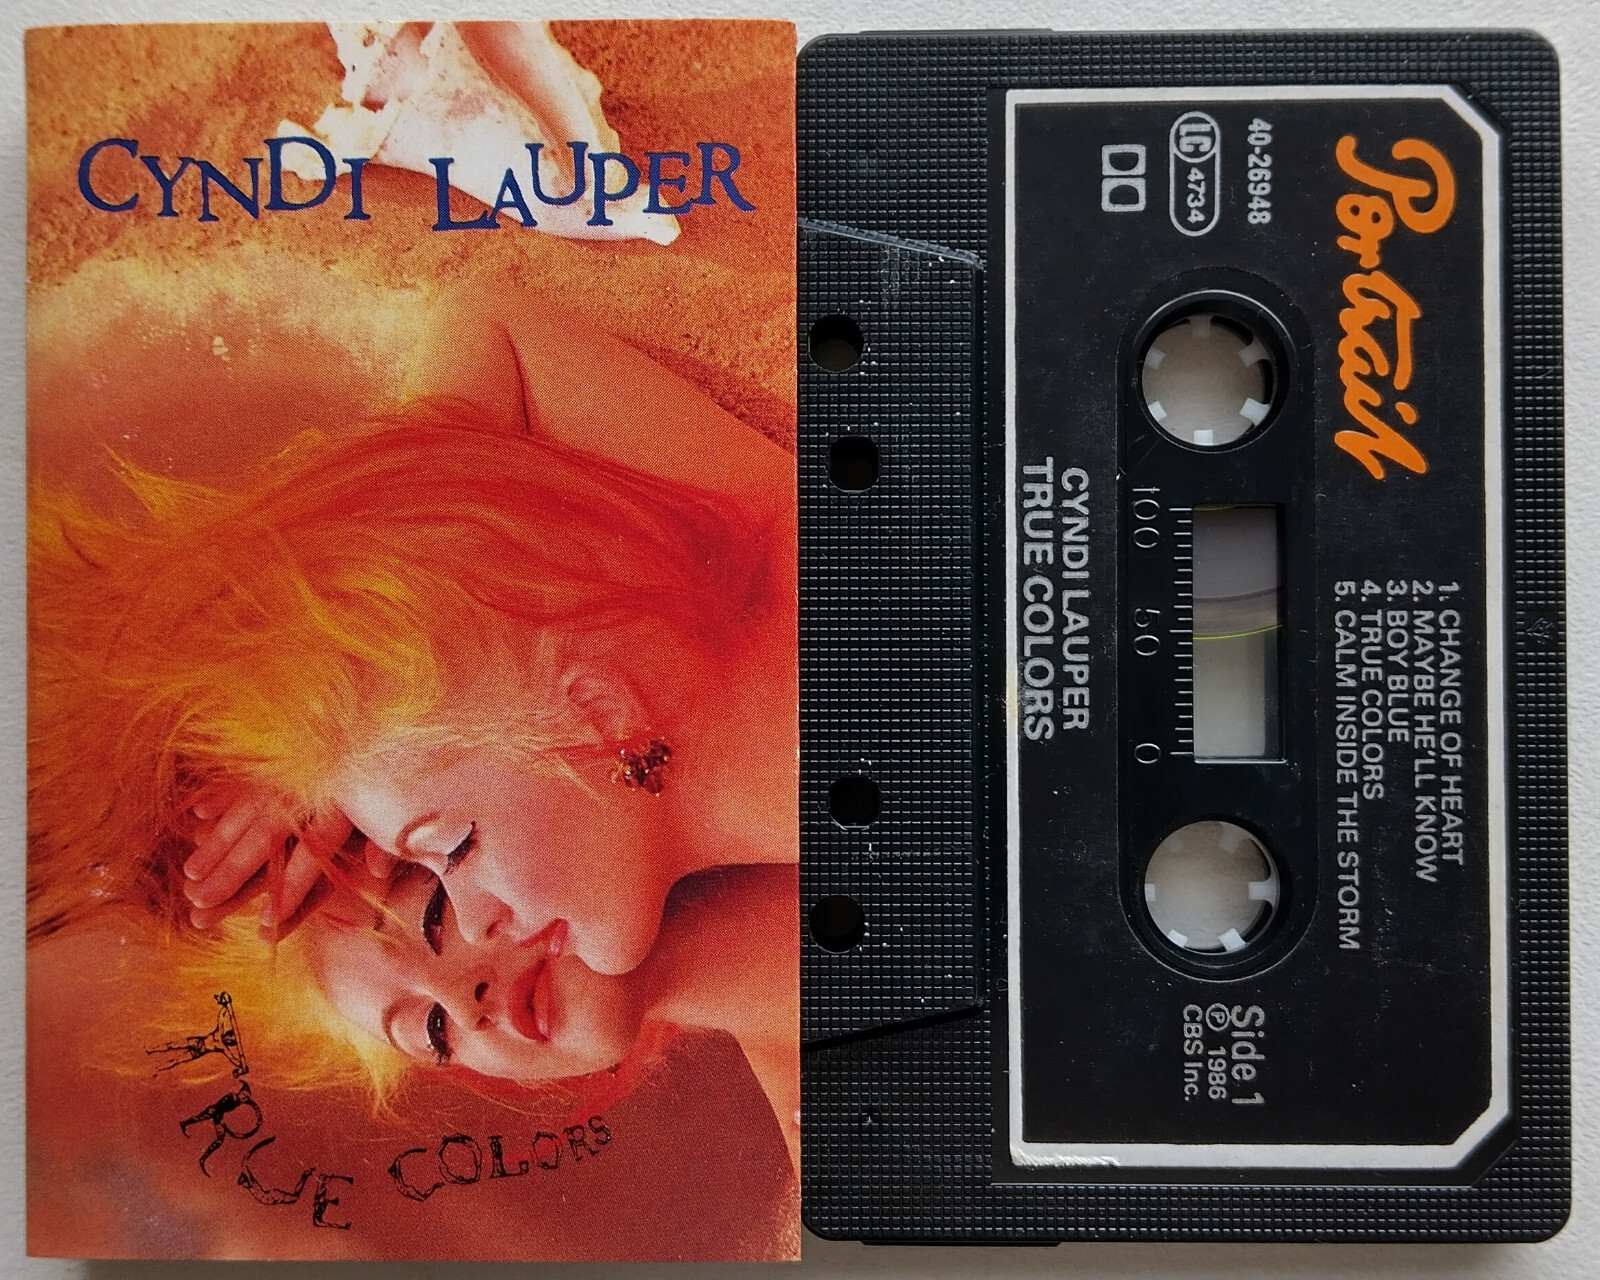 CYNDI LAUPER
TRUE COLORS
Portrait
40-26948
LC 4734
1. CHANGE OF HEART
2. MAYBE HE'LL KNOW
3. BOY BLUE
4. TRUE COLORS
5. CALM INSIDE THE STORM
100 50 0
Side 1
℗ 1986
CBS Inc.
CYNDI LAUPER
TRUE COLORS